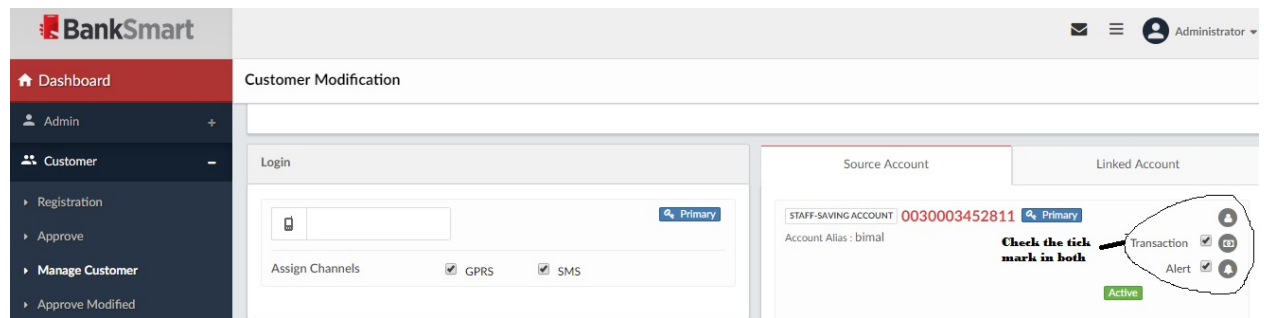 BankSmart
Administrator
Dashboard
Customer Modification
Admin
Customer
Login
Source Account
Linked Account
Registration
Primary
STAFF-SAVING ACCOUNT 0030003452811 Primary
Approve
Account Alias : bimal
Check the tick
mark in both
Transaction
Manage Customer
Assign Channels GPRS SMS
Alert
Active
Approve Modified